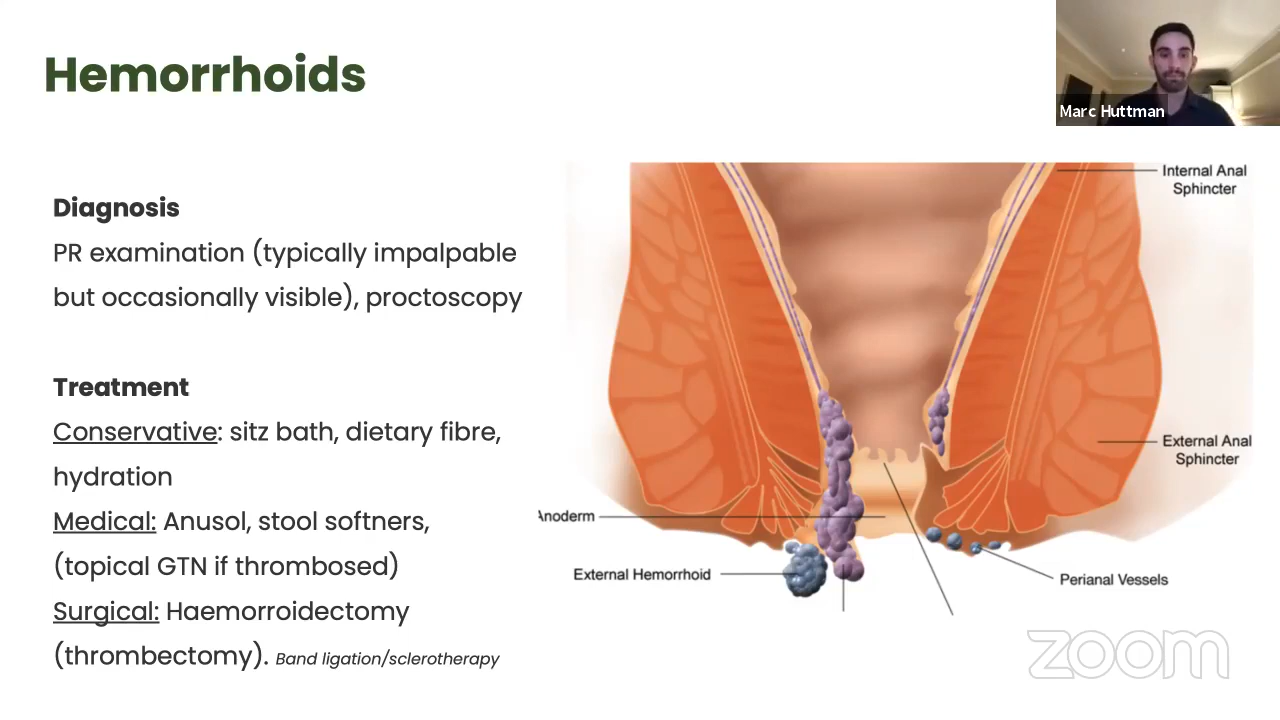 Hemorrhoids
Marc Huttman
Diagnosis
PR examination (typically impalpable
but occasionally visible), proctoscopy
Treatment
Conservative: sitz bath, dietary fibre,
hydration
Medical: Anusol, stool softners,
(topical GTN if thrombosed)
Surgical: Haemorroidectomy
(thrombectomy). Band ligation/sclerotherapy
Internal Anal
Sphincter
External Anal
Sphincter
Anoderm
External Hemorrhoid
Perianal Vessels
zoom